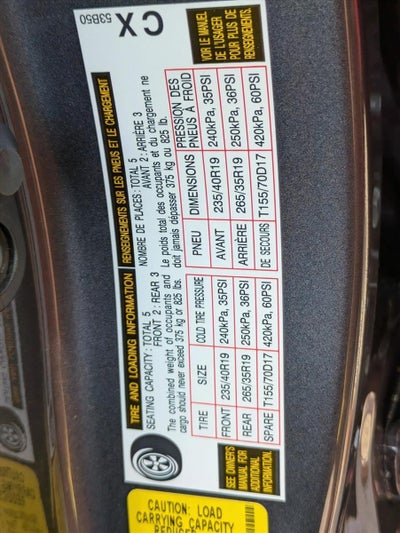 TIRE AND LOADING INFORMATION
SEATING CAPACITY: TOTAL 5
FRONT 2: REAR 3
The combined weight of occupants and
cargo should never exceed 375 kg or 825 lbs.
TIRE SIZE COLD TIRE PRESSURE
FRONT 235/40R19 240kPa, 35PSI
REAR 265/35R19 250kPa, 36PSI
SPARE T155/70D17 420kPa, 60PSI
SEE OWNER'S
MANUAL FOR
ADDITIONAL
INFORMATION.
RENSEIGNEMENTS SUR LES PNEUS ET LE CHARGEMENT
NOMBRE DE PLACES: TOTAL 5
AVANT 2: ARRIÈRE 3
Le poids total des occupants et du chargement ne
doit jamais dépasser 375 kg ou 825 lb.
PNEU DIMENSIONS PRESSION DES
PNEUS À FROID
AVANT 235/40R19 240kPa, 35PSI
ARRIÈRE 265/35R19 250kPa, 36PSI
DE SECOURS T155/70D17 420kPa, 60PSI
VOIR LE MANUEL
DE L'USAGER
POUR PLUS DE
RENSEIGNEMENTS.
CX
53B50
CAUTION: LOAD
CARRYING CAPACITY
REDUCED